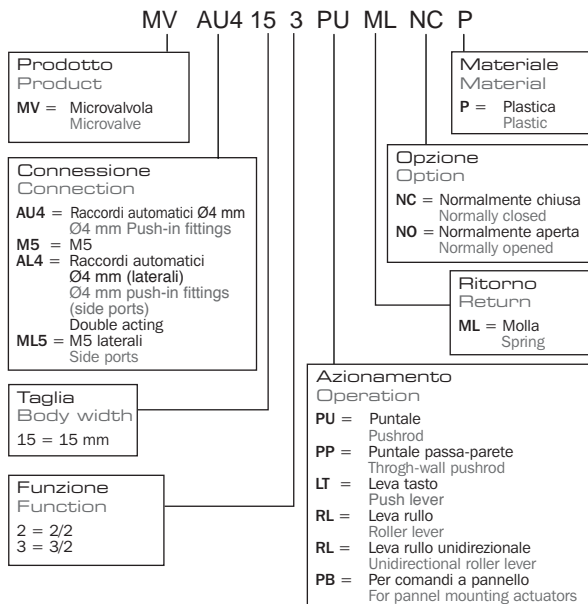 MV AU4 15 3 PU ML NC P
Prodotto
Product
MV = Microvalvola
Microvalve
Connessione
Connection
AU4 = Raccordi automatici Ø4 mm
Ø4 mm Push-in fittings
M5 = M5
AL4 = Raccordi automatici
Ø4 mm (laterali)
Ø4 mm push-in fittings
(side ports)
Double acting
ML5 = M5 laterali
Side ports
Taglia
Body width
15 = 15 mm
Funzione
Function
2 = 2/2
3 = 3/2
Materiale
Material
P = Plastica
Plastic
Opzione
Option
NC = Normalmente chiusa
Normally closed
NO = Normalmente aperta
Normally opened
Ritorno
Return
ML = Molla
Spring
Azionamento
Operation
PU = Puntale
Pushrod
PP = Puntale passa-parete
Throgh-wall pushrod
LT = Leva tasto
Push lever
RL = Leva rullo
Roller lever
RL = Leva rullo unidirezionale
Unidirectional roller lever
PB = Per comandi a pannello
For pannel mounting actuators